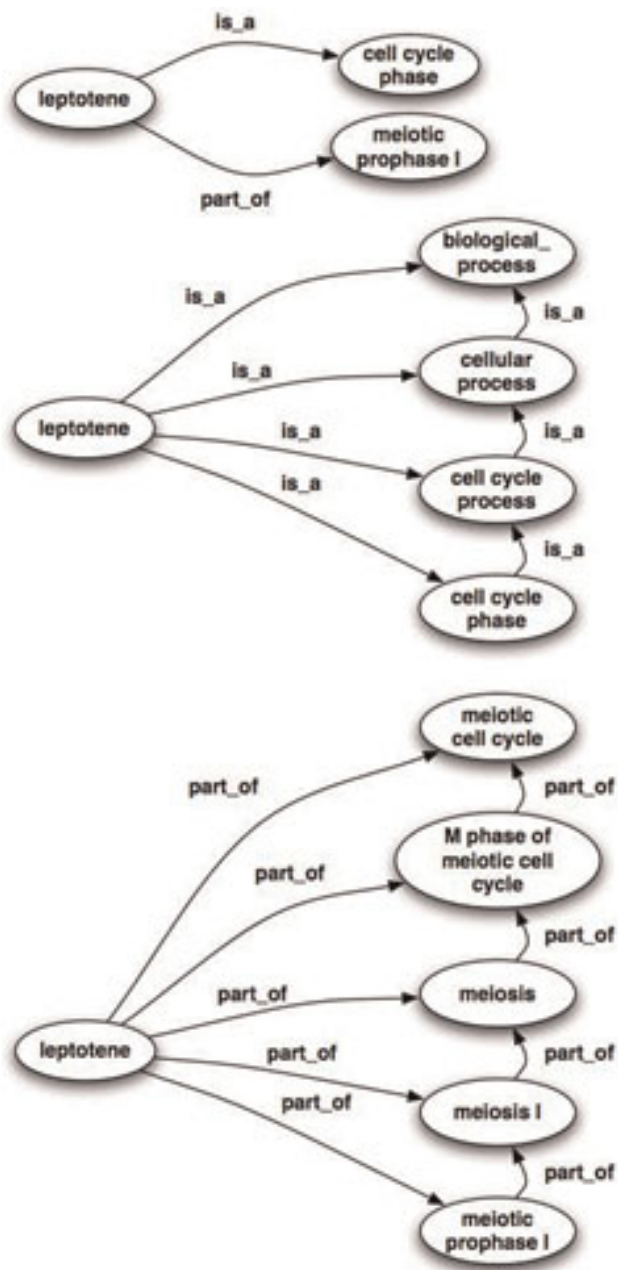 is_a
cell cycle
phase
leptotene
meiotic
prophase I
part_of
biological_
process
is_a
is_a
cellular
process
is_a
leptotene
is_a
is_a
cell cycle
process
is_a
is_a
cell cycle
phase
meiotic
cell cycle
part_of
part_of
M phase of
meiotic cell
cycle
part_of
part_of
part_of
meiosis
leptotene
part_of
part_of
part_of
meiosis I
part_of
meiotic
prophase I